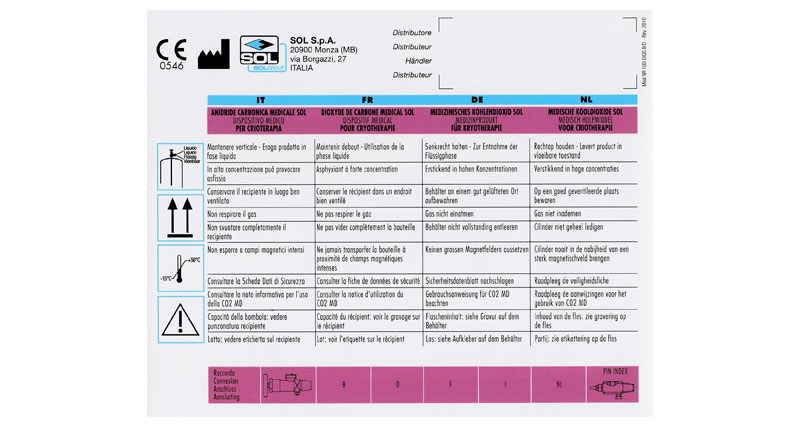 CE
0546
SOL
SOLGROUP
SOL S.p.A.
20900 Monza (MB)
via Borgazzi, 27
ITALIA
Distributore
Distributeur
Händler
Distributeur
Mod.NR 100.DIGS.BIO - Rev. 2010
IT FR DE NL
ANIDRIDE CARBONICA MEDICALE SOL
DISPOSITIVO MEDICO
PER CRIOTERAPIA
DIOXYDE DE CARBONE MEDICAL SOL
DISPOSITIF MEDICAL
POUR CRYOTHERAPIE
MEDIZINISCHES KOHLENDIOXID SOL
MEDIZINPRODUKT
FÜR KRYOTHERAPIE
MEDISCHE KOOLDIOXIDE SOL
MEDISCH HULPMIDDEL
VOOR CRIOTHERAPIE
Liquido
Liquide
Flüssig
Vloeibaar
Mantenere verticale - Eroga prodotto in
fase liquida
Maintenir debout - Utilisation de la
phase liquide
Senkrecht halten - Zur Entnahme der
Flüssigphase
Rechtop houden - Levert product in
vloeibare toestand
In alta concentrazione può provocare
asfissia
Asphyxiant à forte concentration
Erstickend in hohen Konzentrationen
Verstikkend in hoge concentraties
Conservare il recipiente in luogo ben
ventilato
Conserver le récipient dans un endroit
bien ventilé
Behälter an einem gut gelüfteten Ort
aufbewahren
Op een goed geventileerde plaats
bewaren
Non respirare il gas
Ne pas respirer le gaz
Gas nicht einatmen
Gas niet inademen
Non svuotare completamente il
recipiente
Ne pas vider complètement la bouteille
Behälter nicht vollstanding entleeren
Cilinder niet geheel ledigen
+50°C
-15°C
Non esporre a campi magnetici intensi
Ne jamais transporter la bouteille à
proximité de champs magnétiques
intenses
Keinen grossen Magnetfeldern aussetzen
Cilinder nooit in de nabijheid van een
sterk magnetischveld brengen
Consultare la Scheda Dati di Sicurezza
Consulter la fiche de données de sécurité
Sicherheitsdatenblatt nachschlagen
Raadpleeg de veiligheidsfiche
Consultare la nota informativa per l'uso
della CO2 MD
Consulter la notice d'utilization du
CO2 MD
Gebrauchsanweisung für CO2 MD
beachten
Raadpleeg de aanwijzingen voor het
gebruik van CO2 MD
Capacità della bombola: vedere
punzonatura recipiente
Capacité du récipient: voir le gravage sur
le récipient
Flascheninhalt: siehe Gravur auf dem
Behälter
Inhoud van de fles: zie gravering op
de fles
Lotto: vedere etichetta sul recipiente
Lot: voir l'etiquette sur le récipient
Los: siehe Aufkleber auf dem Behälter
Partij: zie etikettering op de fles
Raccordo
Connexion
Anschluss
Aansluiting
B D F I NL
PIN INDEX